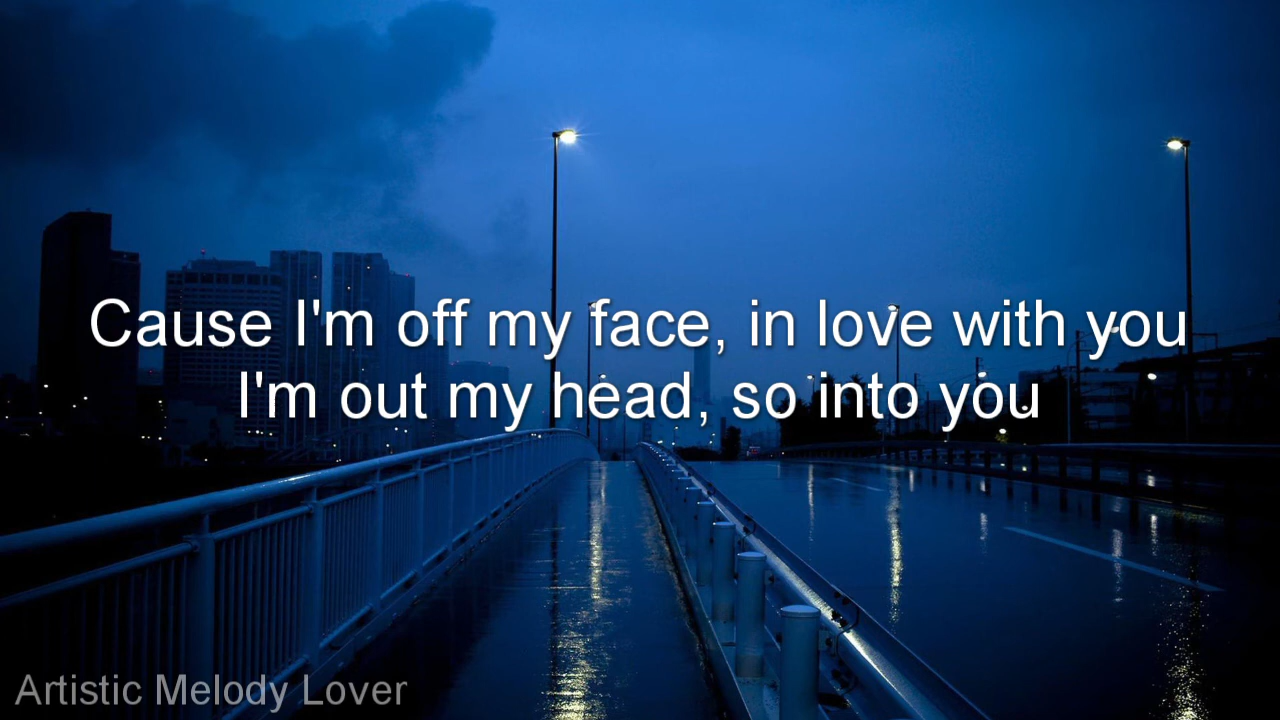 Cause I'm off my face, in love with you
I'm out my head, so into you
Artistic Melody Lover